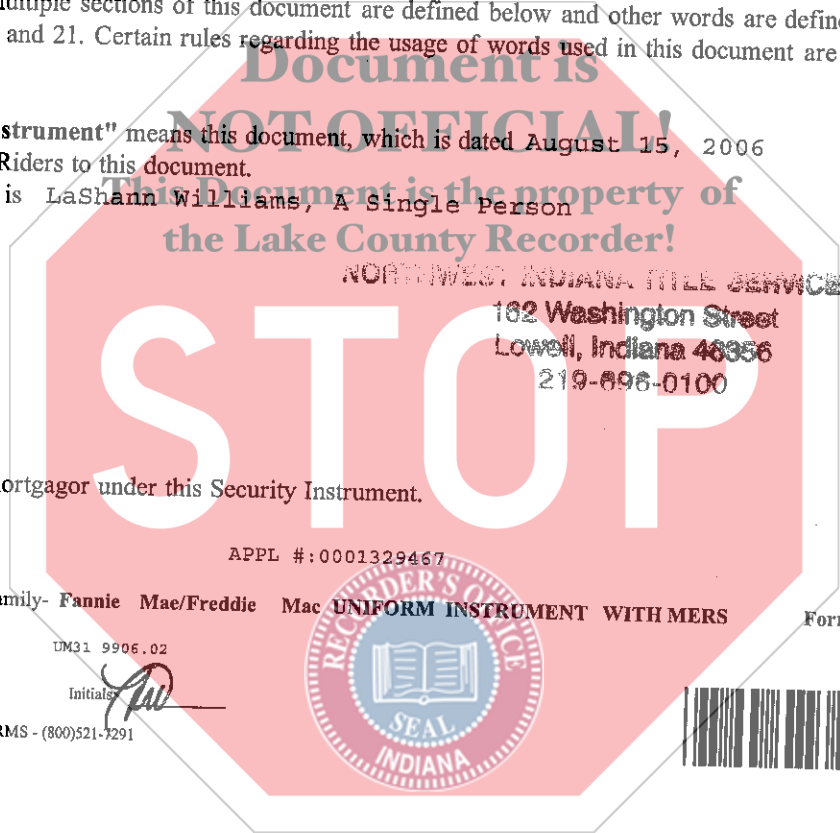 multiple sections of this document are defined below and other words are define
and 21. Certain rules regarding the usage of words used in this document are
Document is
NOT OFFICIAL!
strument" means this document, which is dated August 15, 2006
Riders to this document.
This Document is the property of
is LaShann Williams, A Single Person
the Lake County Recorder!
NORTHWEST INDIANA TITLE SERVICE
162 Washington Street
Lowell, Indiana 46356
219-696-0100
STOP
ortgagor under this Security Instrument.
APPL #:0001329467
amily- Fannie Mae/Freddie Mac UNIFORM INSTRUMENT WITH MERS For
UM31 9906.02
Initials
RMS - (800)521-7291
RECORDER'S OFFICE
SEAL
INDIANA